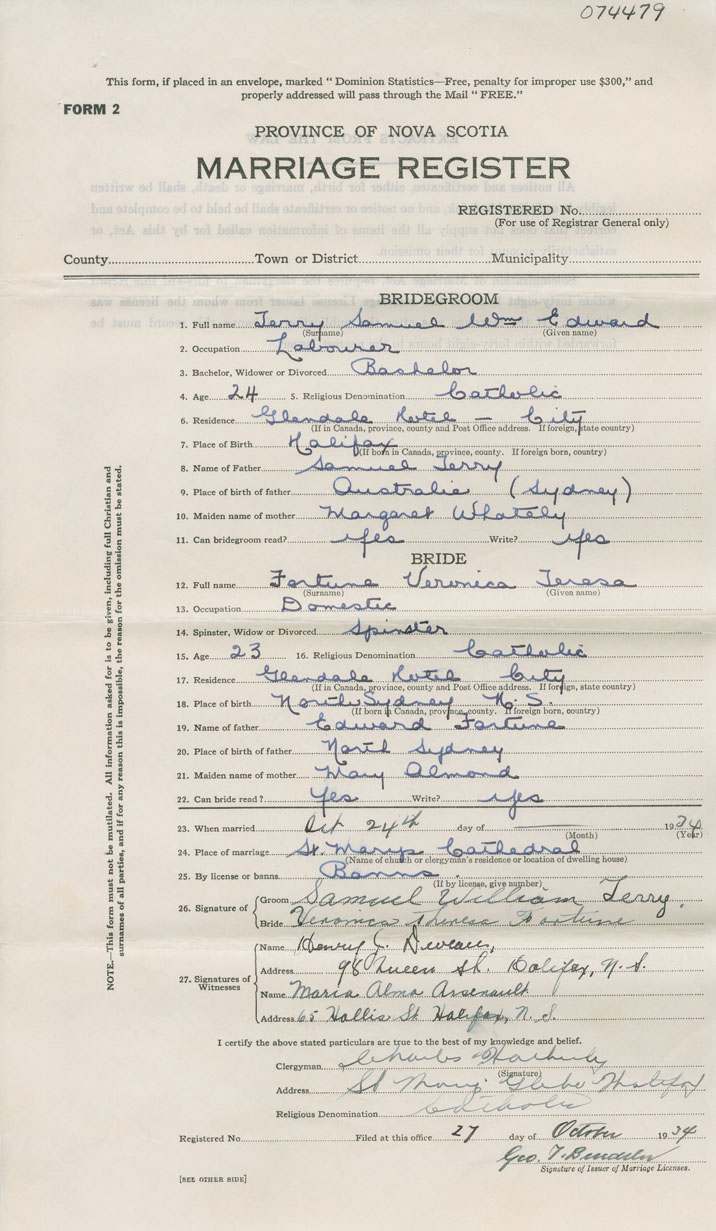 074479
This form, if placed in an envelope, marked "Dominion Statistics—Free, penalty for improper use $300," and
properly addressed will pass through the Mail "FREE."
FORM 2
PROVINCE OF NOVA SCOTIA
MARRIAGE REGISTER
REGISTERED No.
(For use of Registrar General only)
County Town or District Municipality
BRIDEGROOM
1. Full name Terry Samuel Wm Edward
(Surname) (Given name)
2. Occupation Labourer
3. Bachelor, Widower or Divorced Bachelor
4. Age 24 5. Religious Denomination Catholic
6. Residence Glendale Hotel — City
(If in Canada, province, county and Post Office address. If foreign, state country)
7. Place of Birth Halifax
(If born in Canada, province, county. If foreign born, country)
8. Name of Father Samuel Terry
9. Place of birth of father Australia (Sydney)
10. Maiden name of mother Margaret Whately
11. Can bridegroom read? yes Write? yes
BRIDE
12. Full name Fortune Veronica Teresa
(Surname) (Given name)
13. Occupation Domestic
14. Spinster, Widow or Divorced Spinster
15. Age 23 16. Religious Denomination Catholic
17. Residence Glendale Hotel City
(If in Canada, province, county and Post Office address. If foreign, state country)
18. Place of birth North Sydney N.S.
(If born in Canada, province, county. If foreign born, country)
19. Name of father Edward Fortune
20. Place of birth of father North Sydney
21. Maiden name of mother Mary Almond
22. Can bride read? Yes Write? yes
23. When married Oct 24th day of 1934
(Month) (Year)
24. Place of marriage St. Marys Cathedral
(Name of church or clergyman's residence or location of dwelling house)
25. By license or banns Banns
(If by license, give number)
26. Signature of Groom Samuel William Terry.
Bride Veronica Theresa Fortune
27. Signatures of Witnesses
Name Henry J. Deveau,
Address 98 Queen St. Halifax, N.S.
Name Maria Alma Arsenault
Address 65 Hollis St Halifax, N.S.
I certify the above stated particulars are true to the best of my knowledge and belief.
Clergyman Charles
(Signature)
Address St Mary's Glebe Halifax
Religious Denomination Catholic
Registered No. Filed at this office 27 day of October 1934
Geo. T.
Signature of Issuer of Marriage Licenses.
[SEE OTHER SIDE]
NOTE.—This form must not be mutilated. All information asked for is to be given, including full Christian and
surnames of all parties, and if for any reason this is impossible, the reason for the omission must be stated.